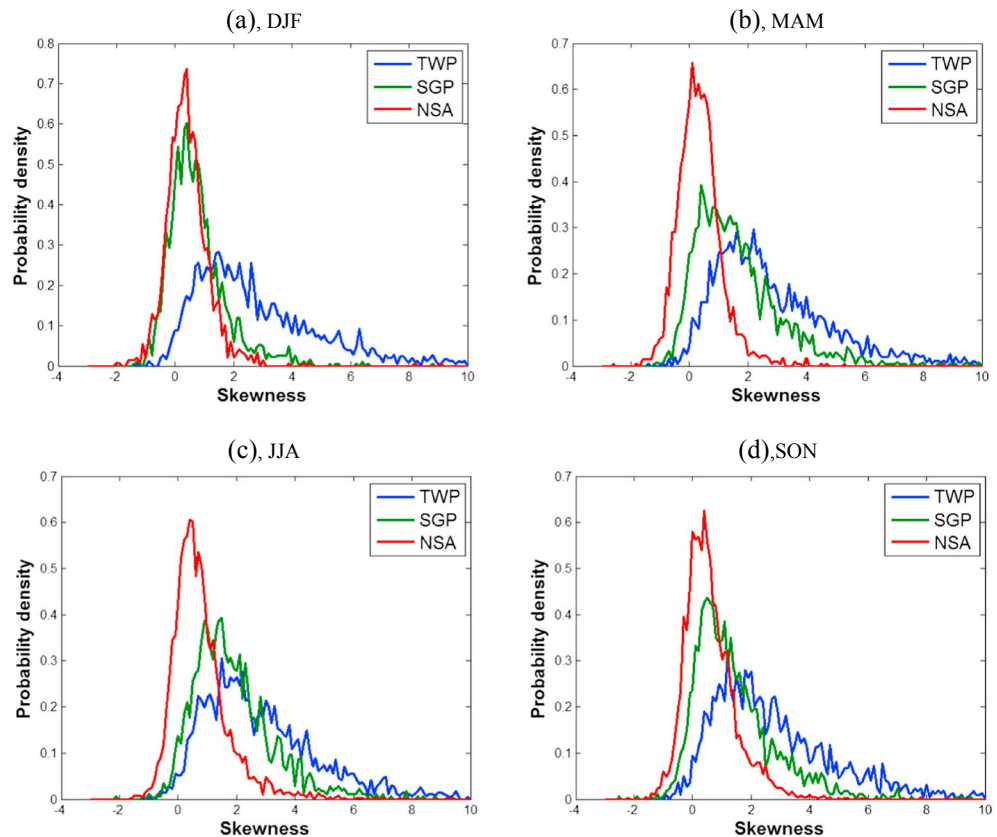 (a), DJF
0.8
0.7
0.6
0.5
0.4
0.3
0.2
0.1
0
Probability density
TWP
SGP
NSA
-4 -2 0 2 4 6 8 10
Skewness
(b), MAM
0.7
0.6
0.5
0.4
0.3
0.2
0.1
0
Probability density
TWP
SGP
NSA
-4 -2 0 2 4 6 8 10
Skewness
(c), JJA
0.7
0.6
0.5
0.4
0.3
0.2
0.1
0
Probability density
TWP
SGP
NSA
-4 -2 0 2 4 6 8 10
Skewness
(d),SON
0.7
0.6
0.5
0.4
0.3
0.2
0.1
0
Probability density
TWP
SGP
NSA
-4 -2 0 2 4 6 8 10
Skewness